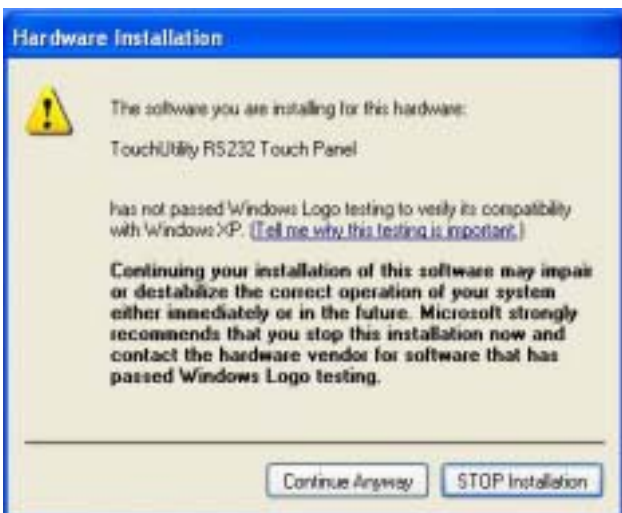 Hardware Installation
The software you are installing for this hardware:
TouchUtility RS232 Touch Panel
has not passed Windows Logo testing to verify its compatibility
with Windows XP. (Tell me why this testing is important.)
Continuing your installation of this software may impair
or destabilize the correct operation of your system
either immediately or in the future. Microsoft strongly
recommends that you stop this installation now and
contact the hardware vendor for software that has
passed Windows Logo testing.
Continue Anyway
STOP Installation